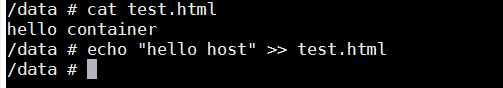 /data # cat test.html
hello container
/data # echo "hello host" >> test.html
/data #